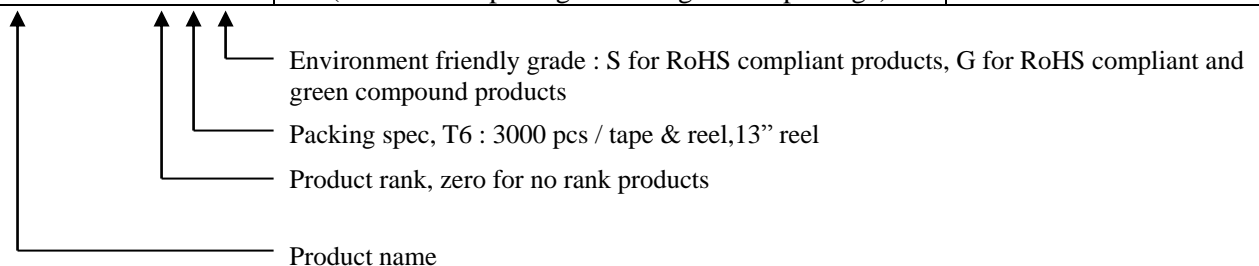 Environment friendly grade : S for RoHS compliant products, G for RoHS compliant and
green compound products
Packing spec, T6 : 3000 pcs / tape & reel,13” reel
Product rank, zero for no rank products
Product name